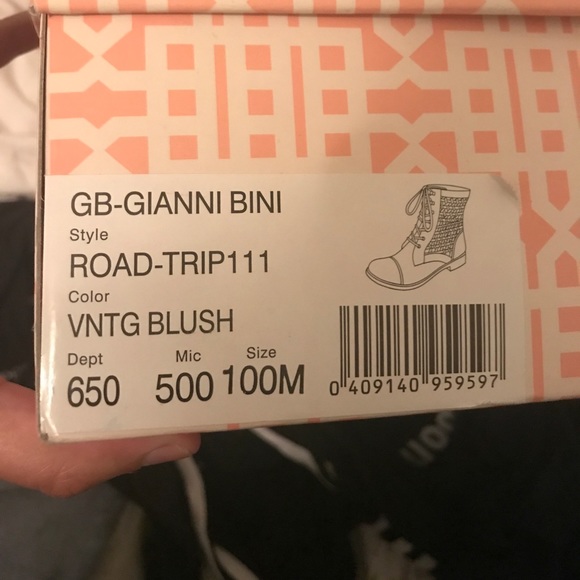 GB-GIANNI BINI
Style
ROAD-TRIP111
Color
VNTG BLUSH
Dept Mic Size
650 500 100M
0 409140 959597